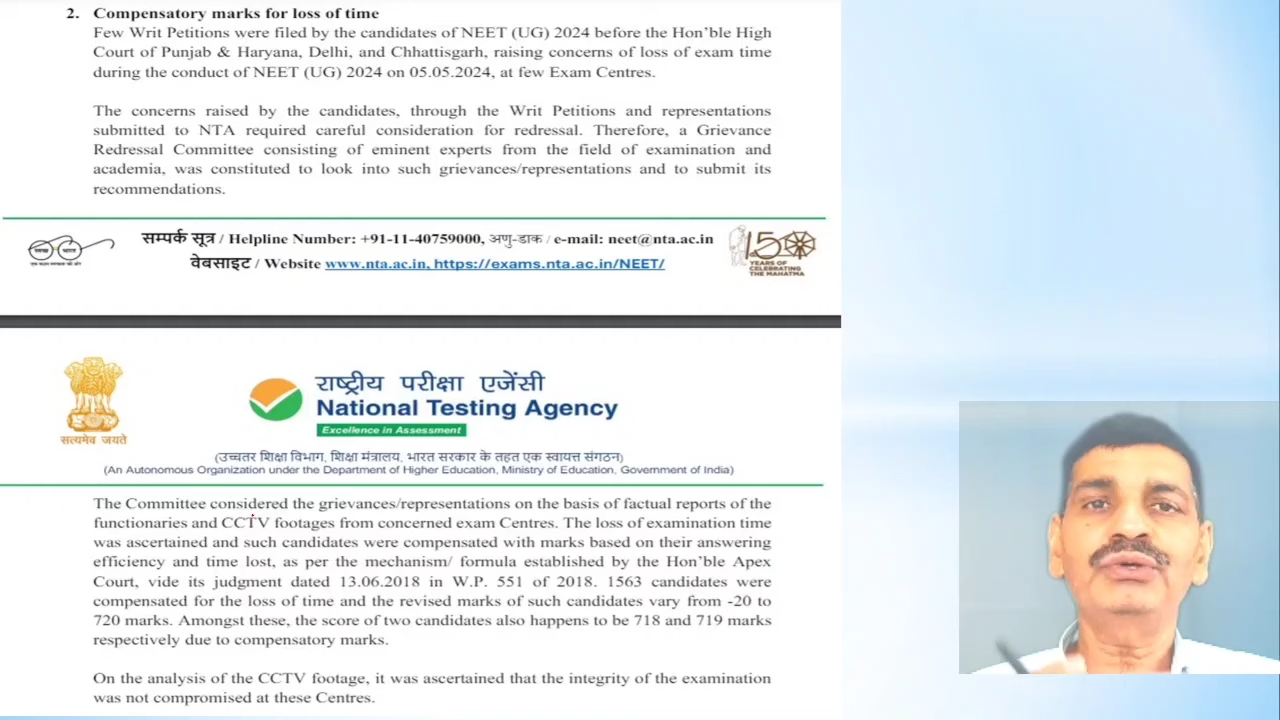 2. Compensatory marks for loss of time
Few Writ Petitions were filed by the candidates of NEET (UG) 2024 before the Hon'ble High
Court of Punjab & Haryana, Delhi, and Chhattisgarh, raising concerns of loss of exam time
during the conduct of NEET (UG) 2024 on 05.05.2024, at few Exam Centres.
The concerns raised by the candidates, through the Writ Petitions and representations
submitted to NTA required careful consideration for redressal. Therefore, a Grievance
Redressal Committee consisting of eminent experts from the field of examination and
academia, was constituted to look into such grievances/representations and to submit its
recommendations.
सम्पर्क सूत्र / Helpline Number: +91-11-40759000, अणु-डाक / e-mail: neet@nta.ac.in
वेबसाइट / Website www.nta.ac.in, https://exams.nta.ac.in/NEET/
150
YEARS OF
CELEBRATING
THE MAHATMA
सत्यमेव जयते
राष्ट्रीय परीक्षा एजेंसी
National Testing Agency
Excellence in Assessment
(उच्चतर शिक्षा विभाग, शिक्षा मंत्रालय, भारत सरकार के तहत एक स्वायत्त संगठन)
(An Autonomous Organization under the Department of Higher Education, Ministry of Education, Government of India)
The Committee considered the grievances/representations on the basis of factual reports of the
functionaries and CCTV footages from concerned exam Centres. The loss of examination time
was ascertained and such candidates were compensated with marks based on their answering
efficiency and time lost, as per the mechanism/ formula established by the Hon'ble Apex
Court, vide its judgment dated 13.06.2018 in W.P. 551 of 2018. 1563 candidates were
compensated for the loss of time and the revised marks of such candidates vary from -20 to
720 marks. Amongst these, the score of two candidates also happens to be 718 and 719 marks
respectively due to compensatory marks.
On the analysis of the CCTV footage, it was ascertained that the integrity of the examination
was not compromised at these Centres.